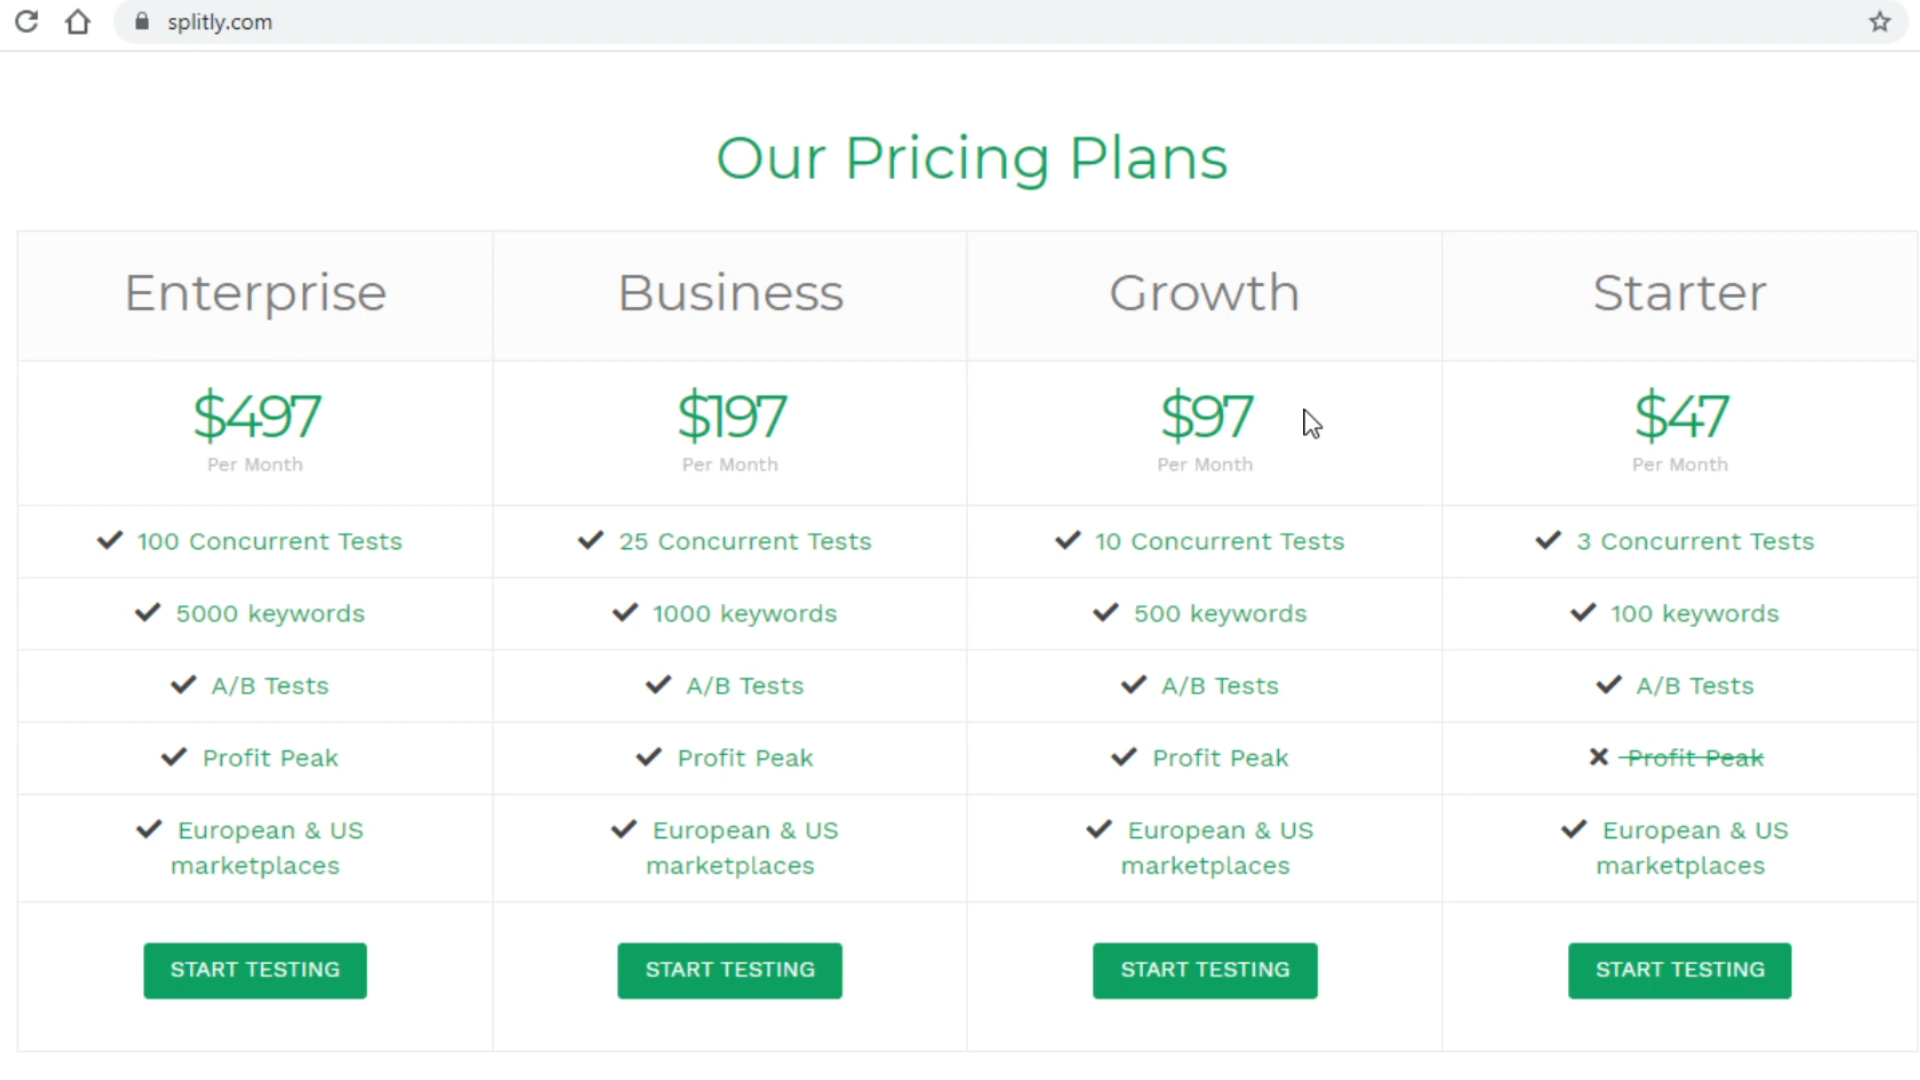 splitly.com
Our Pricing Plans
Enterprise
Business
Growth
Starter
$497
$197
$97
$47
Per Month
Per Month
Per Month
Per Month
100 Concurrent Tests
25 Concurrent Tests
10 Concurrent Tests
3 Concurrent Tests
5000 keywords
1000 keywords
500 keywords
100 keywords
A/B Tests
A/B Tests
A/B Tests
A/B Tests
Profit Peak
Profit Peak
Profit Peak
Profit Peak
European & US
marketplaces
European & US
marketplaces
European & US
marketplaces
European & US
marketplaces
START TESTING
START TESTING
START TESTING
START TESTING